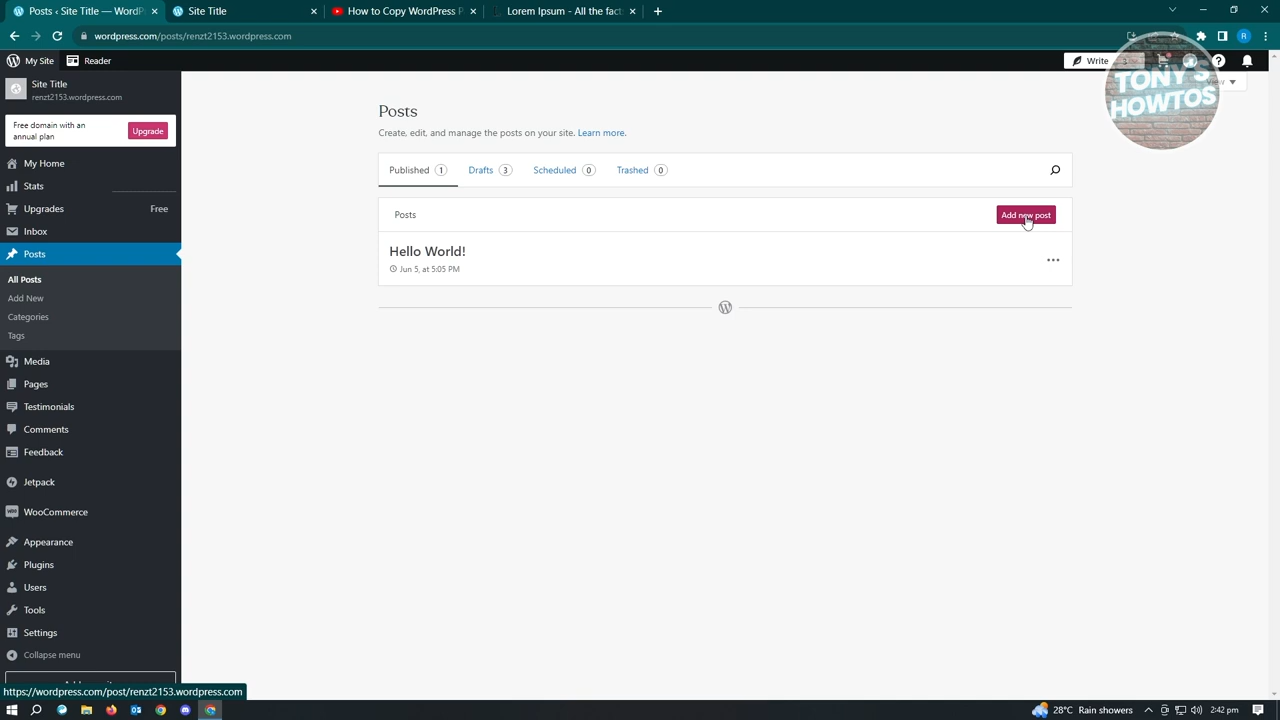 Posts ‹ Site Title — WordP
Site Title
How to Copy WordPress P
Lorem Ipsum - All the fact
wordpress.com/posts/renzt2153.wordpress.com
R
My Site
Reader
Write
View
TONY'S
HOWTOS
Site Title
renzt2153.wordpress.com
Free domain with an
annual plan
Upgrade
My Home
Stats
Upgrades
Free
Inbox
Posts
All Posts
Add New
Categories
Tags
Media
Pages
Testimonials
Comments
Feedback
Jetpack
WooCommerce
Appearance
Plugins
Users
Tools
Settings
Collapse menu
Posts
Create, edit, and manage the posts on your site. Learn more.
Published 1
Drafts 3
Scheduled 0
Trashed 0
Posts
Add new post
Hello World!
Jun 5, at 5:05 PM
https://wordpress.com/post/renzt2153.wordpress.com
28°C Rain showers
2:42 pm